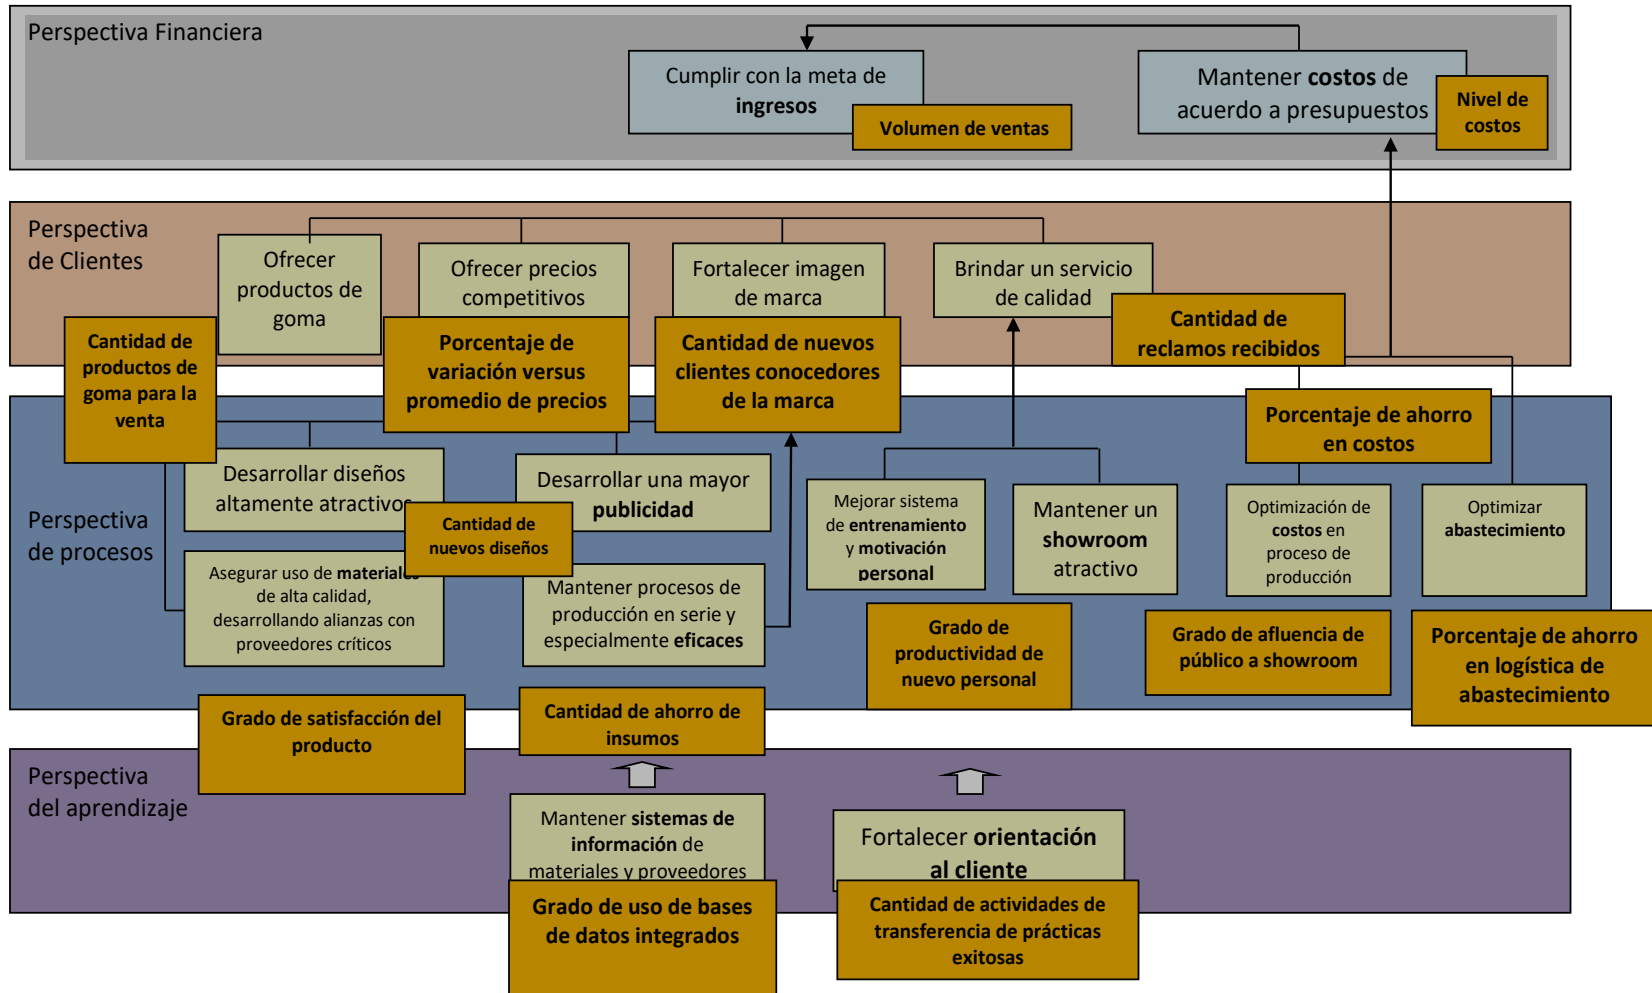 Perspectiva Financiera
Cumplir con la meta de
ingresos
Volumen de ventas
Mantener costos de
acuerdo a presupuestos
Nivel de
costos
Perspectiva
de Clientes
Ofrecer
productos de
goma
Ofrecer precios
competitivos
Fortalecer imagen
de marca
Brindar un servicio
de calidad
Cantidad de
productos de
goma para la
venta
Porcentaje de
variación versus
promedio de precios
Cantidad de nuevos
clientes conocedores
de la marca
Cantidad de
reclamos recibidos
Perspectiva
de procesos
Porcentaje de ahorro
en costos
Desarrollar diseños
altamente atractivos
Cantidad de
nuevos diseños
Desarrollar una mayor
publicidad
Mejorar sistema
de entrenamiento
y motivación
personal
Mantener un
showroom
atractivo
Optimización de
costos en
proceso de
producción
Optimizar
abastecimiento
Asegurar uso de materiales
de alta calidad,
desarrollando alianzas con
proveedores críticos
Mantener procesos de
producción en serie y
especialmente eficaces
Grado de
productividad de
nuevo personal
Grado de afluencia de
público a showroom
Porcentaje de ahorro
en logística de
abastecimiento
Grado de satisfacción del
producto
Cantidad de ahorro de
insumos
Perspectiva
del aprendizaje
Mantener sistemas de
información de
materiales y proveedores
Grado de uso de bases
de datos integrados
Fortalecer orientación
al cliente
Cantidad de actividades de
transferencia de prácticas
exitosas